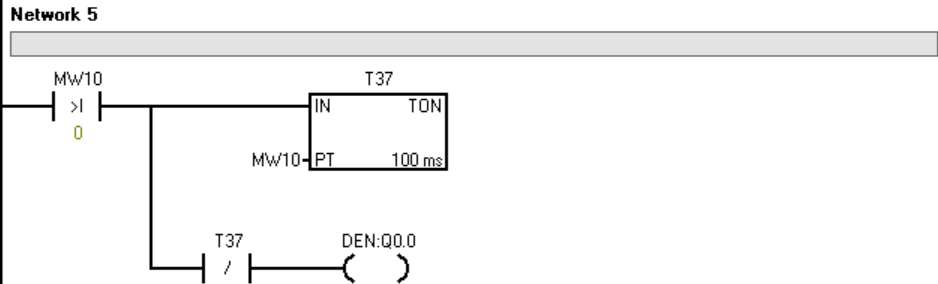 Network 5
MW10
T37
>I
IN
TON
0
MW10
PT
100 ms
T37
DEN:Q0.0
/